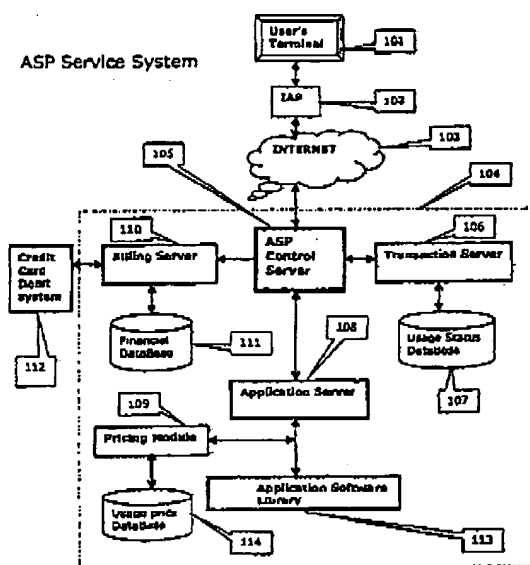 ASP Service System
User's
Terminal
101
IAP
102
INTERNET
103
105
104
110
106
Credit
Card
Debit
system
Billing Server
ASP
Control
Server
Transaction Server
112
Financial
DataBase
111
108
Usage Status
DataBase
107
Application Server
109
Pricing Module
Application Software
Library
Usage price
DataBase
114
113